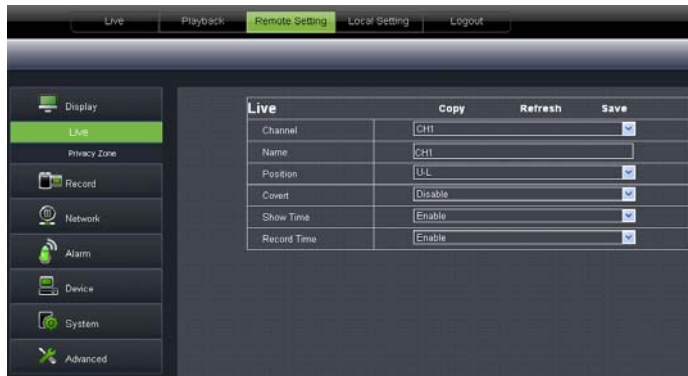 Live Playback Remote Setting Local Setting Logout
Display
Live
Privacy Zone
Record
Network
Alarm
Device
System
Advanced
Live Copy Refresh Save
Channel CH1
Name CH1
Position U-L
Covert Disable
Show Time Enable
Record Time Enable